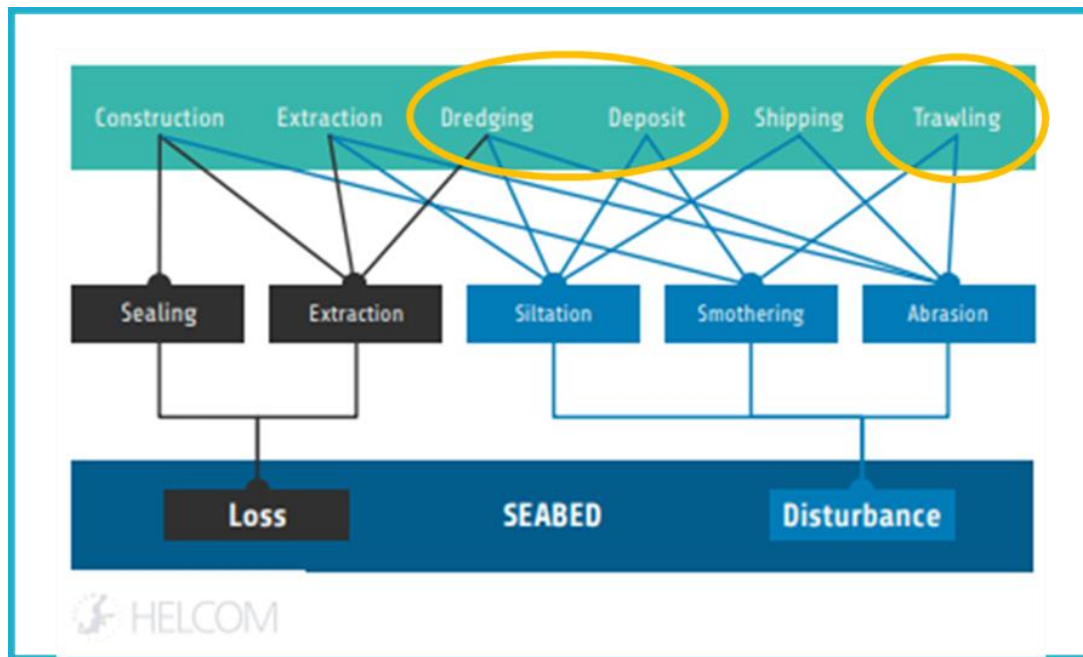 Construction Extraction Dredging Deposit Shipping Trawling
Sealing Extraction Siltation Smothering Abrasion
Loss SEABED Disturbance
HELCOM